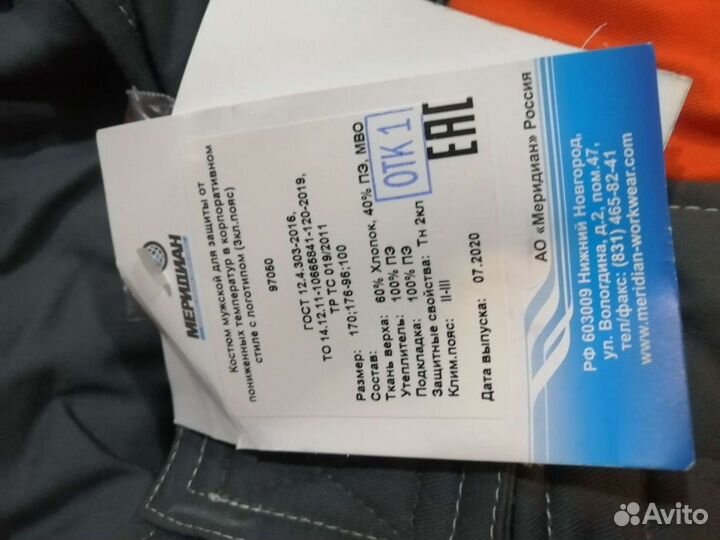 МЕРИДИАН
Костюм мужской для защиты от
пониженных температур в корпоративном
стиле с логотипом (3кл.пояс)
97050
ГОСТ 12.4.303-2016,
ТО 14.12.11-10665841-120-2019,
ТР ТС 019/2011
Размер: 170;176-96;100
Состав:
Ткань верха: 60% Хлопок, 40% ПЭ, МВО
Утеплитель: 100% ПЭ
Подкладка: 100% ПЭ
Защитные свойства: Тн 2кл
Клим.пояс: II-III
Дата выпуска: 07.2020
ОТК 1
ЕАС
АО «Меридиан» Россия
РФ 603009 Нижний Новгород,
ул. Вологдина, д.2, пом.47,
тел/факс: (831) 465-82-41
www.meridian-workwear.com
Avito